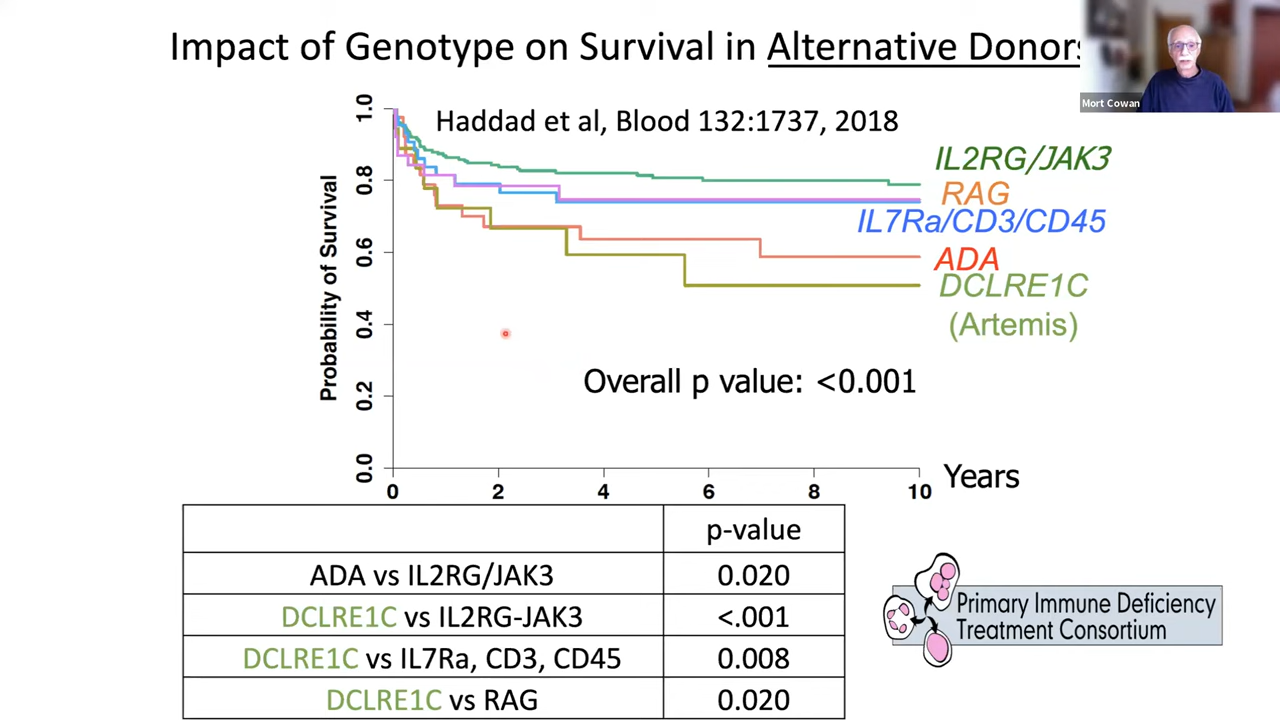 Impact of Genotype on Survival in Alternative Donors
Mort Cowan
Haddad et al, Blood 132:1737, 2018
Probability of Survival
1.0
0.8
0.6
0.4
0.2
0.0
IL2RG/JAK3
RAG
IL7Ra/CD3/CD45
ADA
DCLRE1C
(Artemis)
Overall p value: <0.001
0 2 4 6 8 10 Years
p-value
ADA vs IL2RG/JAK3 0.020
DCLRE1C vs IL2RG-JAK3 <.001
DCLRE1C vs IL7Ra, CD3, CD45 0.008
DCLRE1C vs RAG 0.020
Primary Immune Deficiency
Treatment Consortium